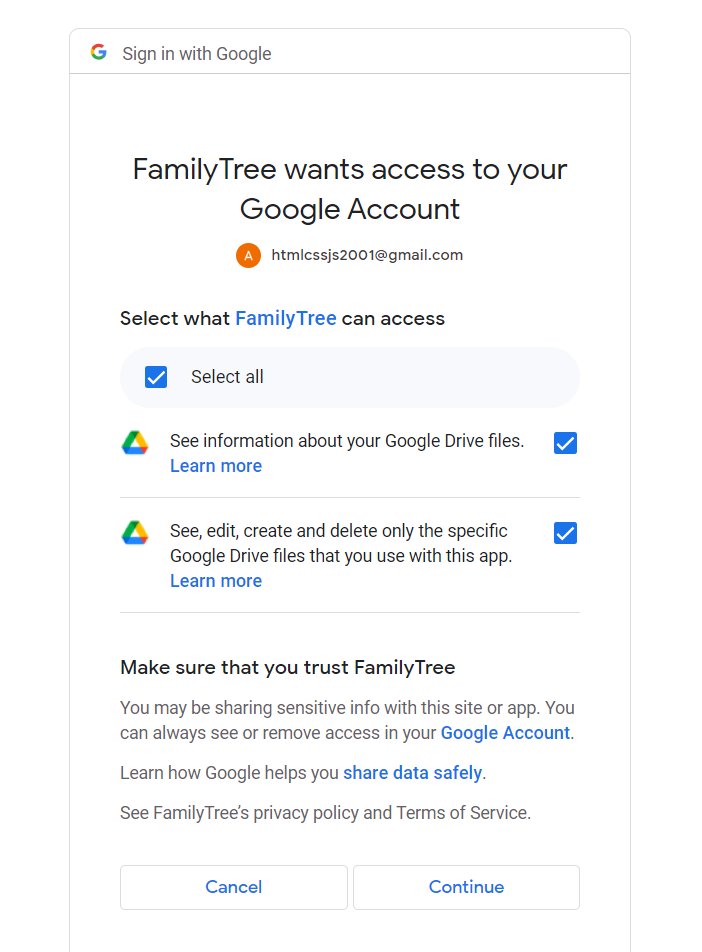 Sign in with Google
FamilyTree wants access to your
Google Account
A htmlcssjs2001@gmail.com
Select what FamilyTree can access
Select all
See information about your Google Drive files.
Learn more
See, edit, create and delete only the specific
Google Drive files that you use with this app.
Learn more
Make sure that you trust FamilyTree
You may be sharing sensitive info with this site or app. You
can always see or remove access in your Google Account.
Learn how Google helps you share data safely.
See FamilyTree’s privacy policy and Terms of Service.
Cancel Continue